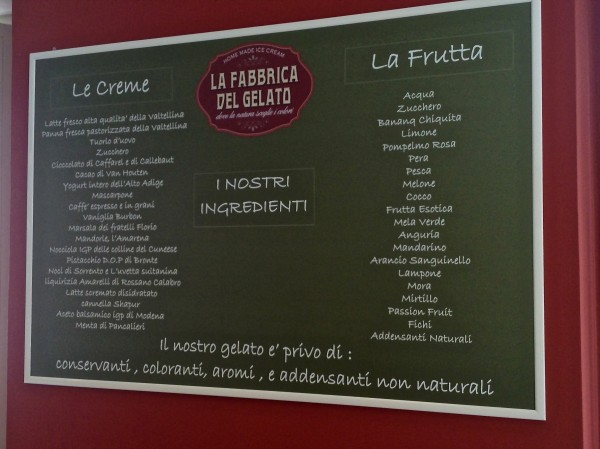 HOME MADE ICE CREAM
LA FABBRICA
DEL GELATO
dove la natura sceglie i colori
Le Creme
Latte fresco alta qualita' della Valtellina
Panna fresca pastorizzata della Valtellina
Tuorlo d'uovo
Zucchero
Cioccolato di Caffarel e di Callebaut
Cacao di Van Houten
Yogurt intero dell'Alto Adige
Mascarpone
Caffe' espresso e in grani
Vaniglia Burbon
Marsala dei fratelli Florio
Mandorle, l'Amarena
Nocciola IGP delle colline del Cuneese
Pistacchio D.O.P di Bronte
Noci di Sorrento e L'uvetta sultanina
liquirizia Amarelli di Rossano Calabro
Latte scremato disidratato
cannella Shapur
Aceto balsamico igp di Modena
Menta di Pancalieri
I NOSTRI
INGREDIENTI
La Frutta
Acqua
Zucchero
Bananq Chiquita
Limone
Pompelmo Rosa
Pera
Pesca
Melone
Cocco
Frutta Esotica
Mela Verde
Anguria
Mandarino
Arancio Sanguinello
Lampone
Mora
Mirtillo
Passion Fruit
Fichi
Addensanti Naturali
Il nostro gelato e' privo di :
conservanti , coloranti, aromi , e addensanti non naturali